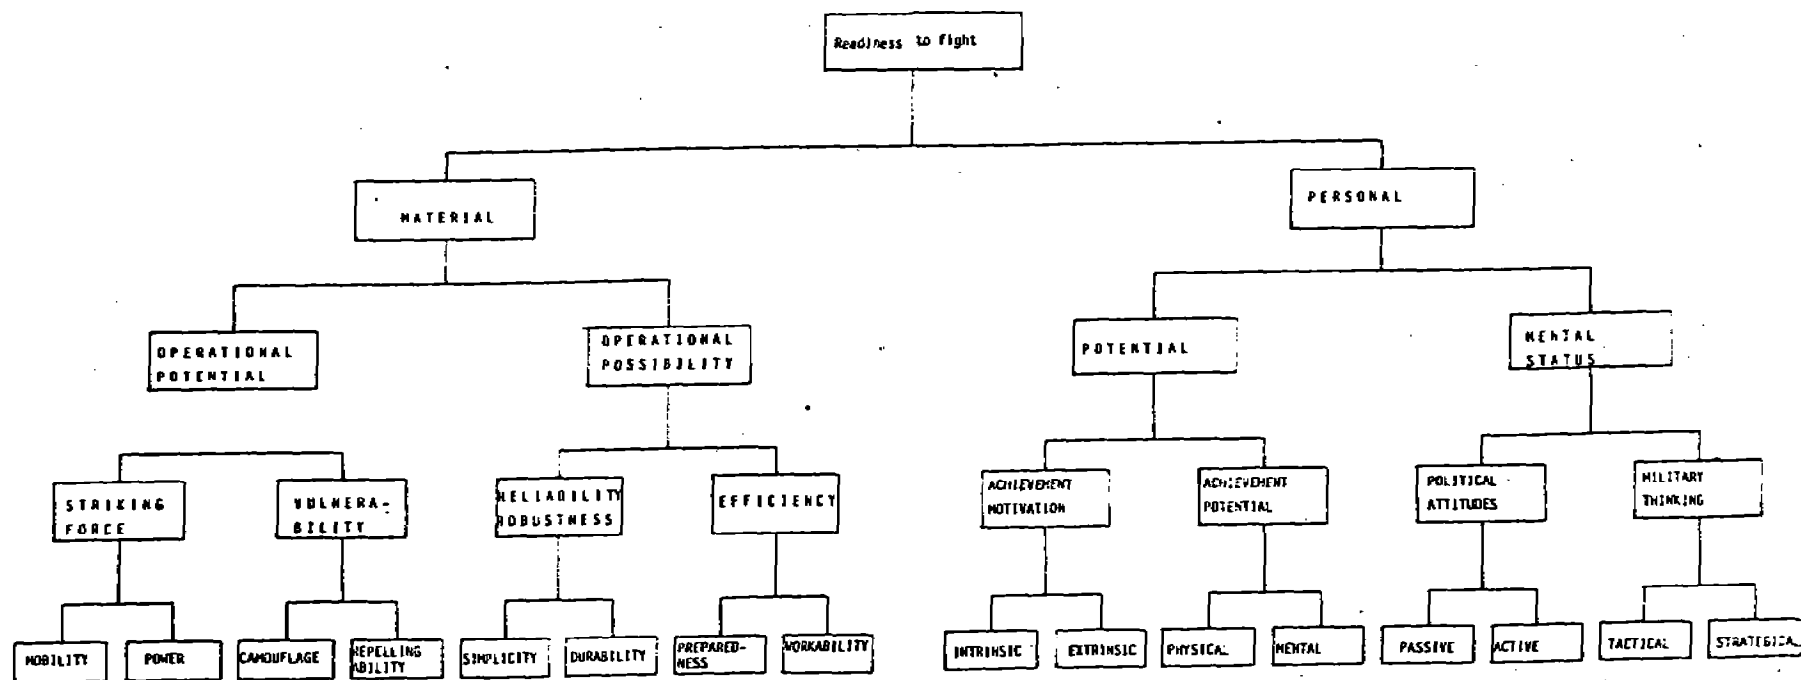 Readiness to fight
MATERIAL
PERSONAL
OPERATIONAL
POTENTIAL
OPERATIONAL
POSSIBILITY
POTENTIAL
MENTAL
STATUS
STRIKING
FORCE
VULNERA-
BILITY
RELIABILITY
ROBUSTNESS
EFFICIENCY
ACHIEVEMENT
MOTIVATION
ACHIEVEMENT
POTENTIAL
POLITICAL
ATTITUDES
MILITARY
THINKING
MOBILITY
POWER
CAMOUFLAGE
REPELLING
ABILITY
SIMPLICITY
DURABILITY
PREPARED-
NESS
WORKABILITY
INTRINSIC
EXTRINSIC
PHYSICAL
MENTAL
PASSIVE
ACTIVE
TACTICAL
STRATEGICAL